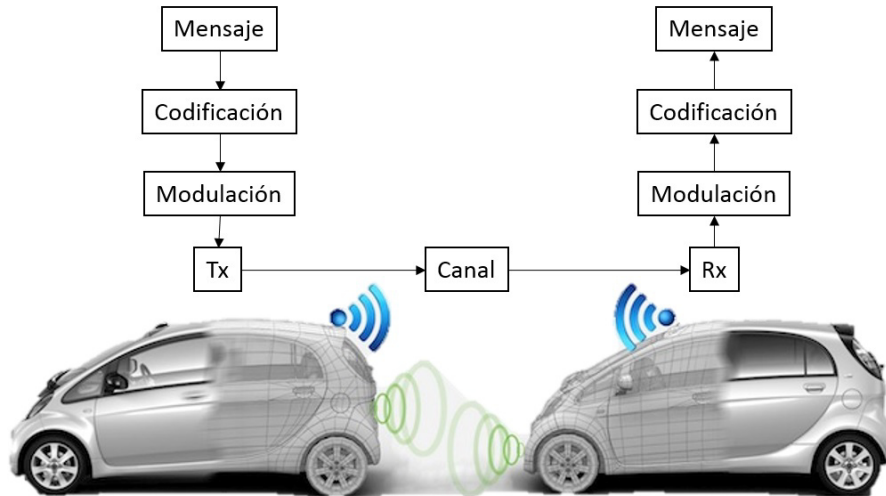 Mensaje
Codificación
Modulación
Tx
Canal
Rx
Modulación
Codificación
Mensaje